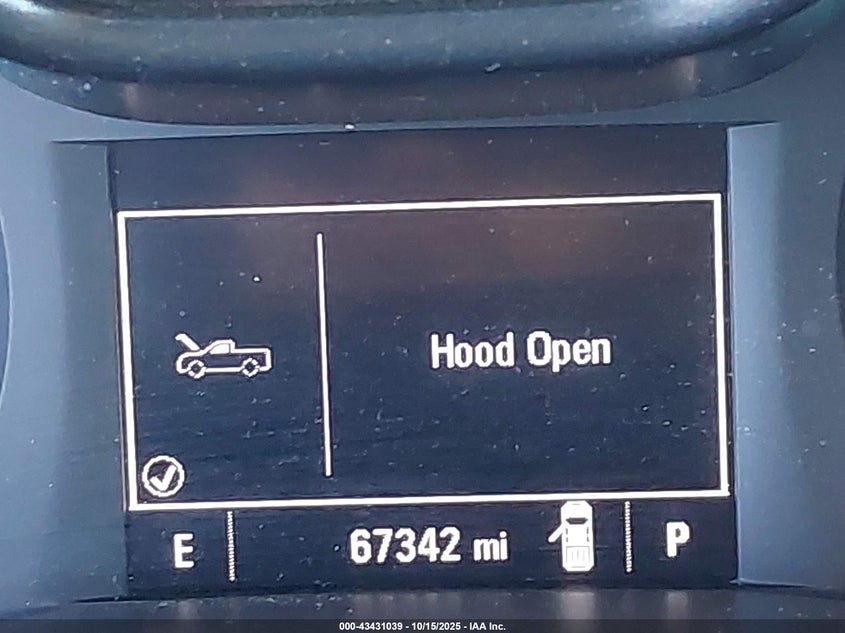 Hood Open
E
67342 mi
P
000-43431039 - 10/15/2025 - IAA Inc.